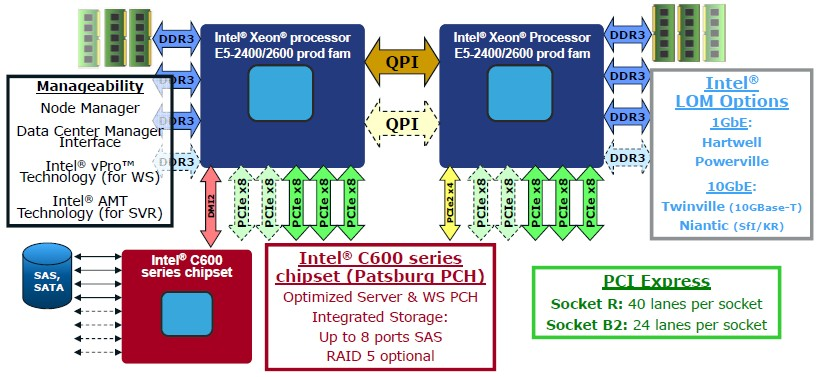 Intel® Xeon® processor
E5-2400/2600 prod fam
Intel® Xeon® Processor
E5-2400/2600 prod fam
DDR3
DDR3
DDR3
DDR3
QPI
QPI
DDR3
DDR3
DDR3
DDR3
Manageability
Node Manager
Data Center Manager
Interface
Intel® vPro™
Technology (for WS)
Intel® AMT
Technology (for SVR)
Intel®
LOM Options
1GbE:
Hartwell
Powerville
10GbE:
Twinville (10GBase-T)
Niantic (SfI/KR)
DMI2
PCIe x8
PCIe x8
PCIe x8
PCIe x8
PCIe x8
PCIe2 x4
PCIe x8
PCIe x8
PCIe x8
PCIe x8
PCIe x8
SAS,
SATA
Intel® C600
series chipset
Intel® C600 series
chipset (Patsburg PCH)
Optimized Server & WS PCH
Integrated Storage:
Up to 8 ports SAS
RAID 5 optional
PCI Express
Socket R: 40 lanes per socket
Socket B2: 24 lanes per socket